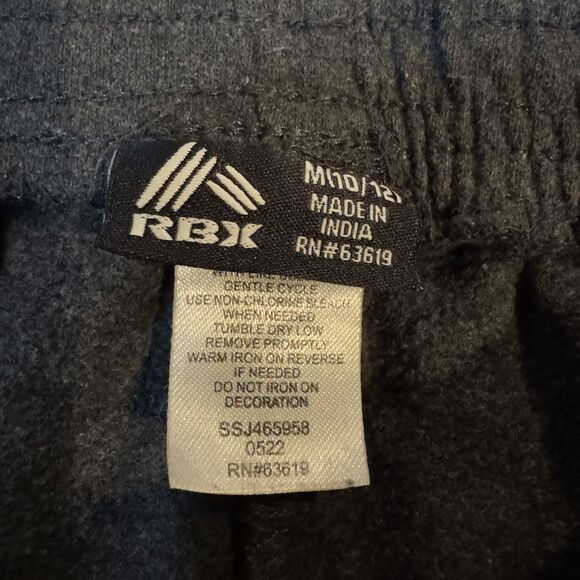 RBX
M(10/12)
MADE IN
INDIA
RN#63619
GENTLE CYCLE
USE NON-CHLORINE BLEACH
WHEN NEEDED
TUMBLE DRY LOW
REMOVE PROMPTLY
WARM IRON ON REVERSE
IF NEEDED
DO NOT IRON ON
DECORATION
SSJ465958
0522
RN#63619